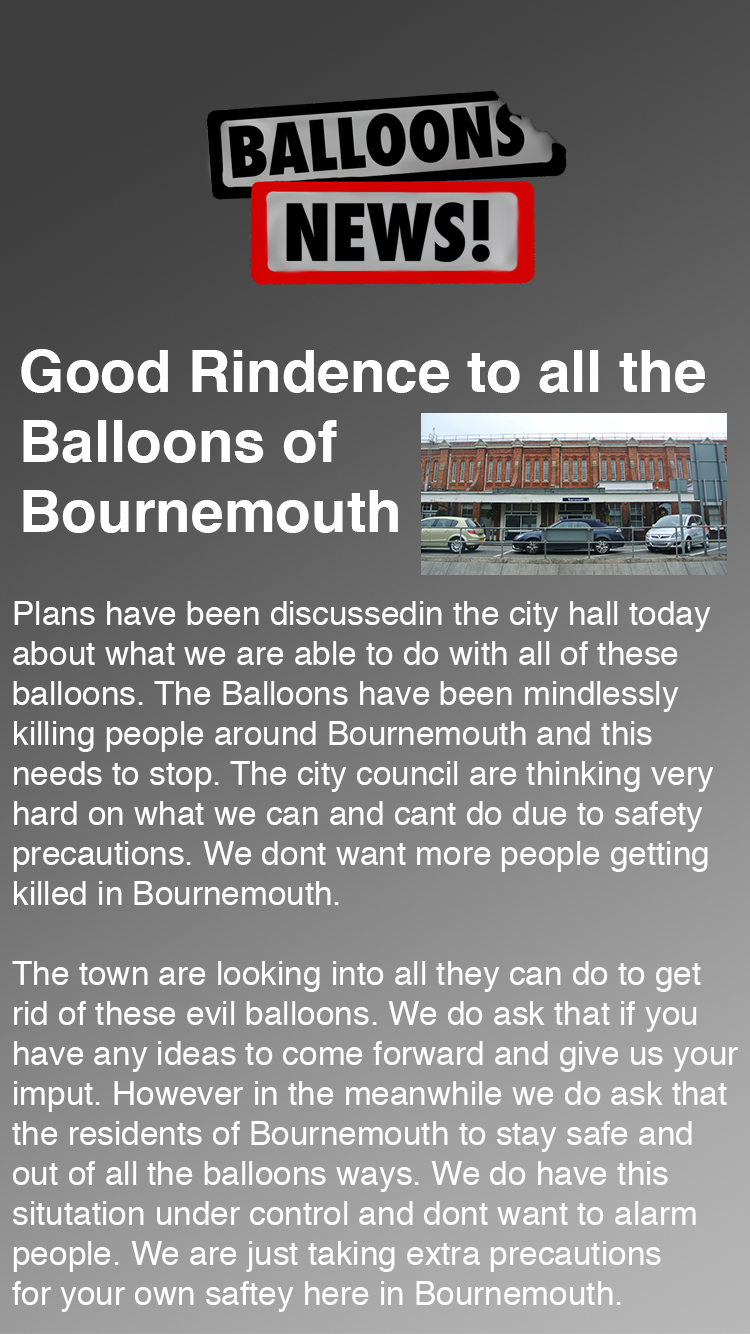 BALLOONS
NEWS!
Good Rindence to all the
Balloons of
Bournemouth
Plans have been discussedin the city hall today
about what we are able to do with all of these
balloons. The Balloons have been mindlessly
killing people around Bournemouth and this
needs to stop. The city council are thinking very
hard on what we can and cant do due to safety
precautions. We dont want more people getting
killed in Bournemouth.
The town are looking into all they can do to get
rid of these evil balloons. We do ask that if you
have any ideas to come forward and give us your
imput. However in the meanwhile we do ask that
the residents of Bournemouth to stay safe and
out of all the balloons ways. We do have this
situtation under control and dont want to alarm
people. We are just taking extra precautions
for your own saftey here in Bournemouth.